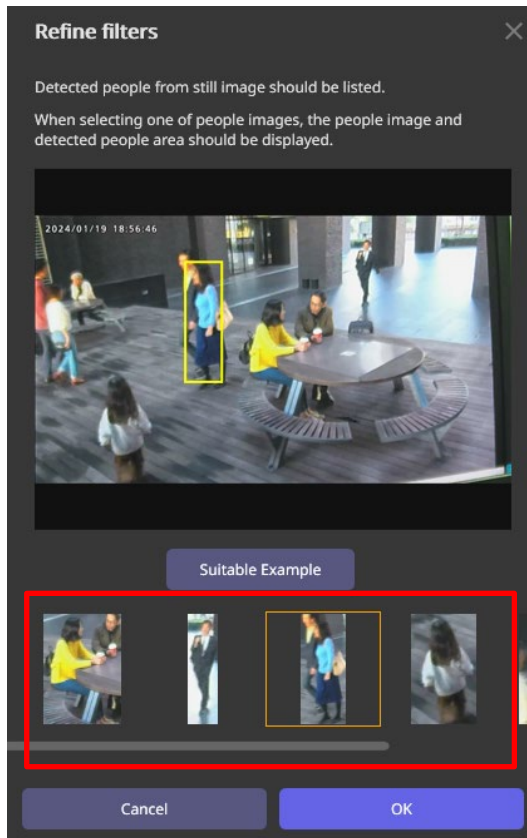 Refine filters
Detected people from still image should be listed.
When selecting one of people images, the people image and
detected people area should be displayed.
2024/01/19 18:56:46
Suitable Example
Cancel
OK